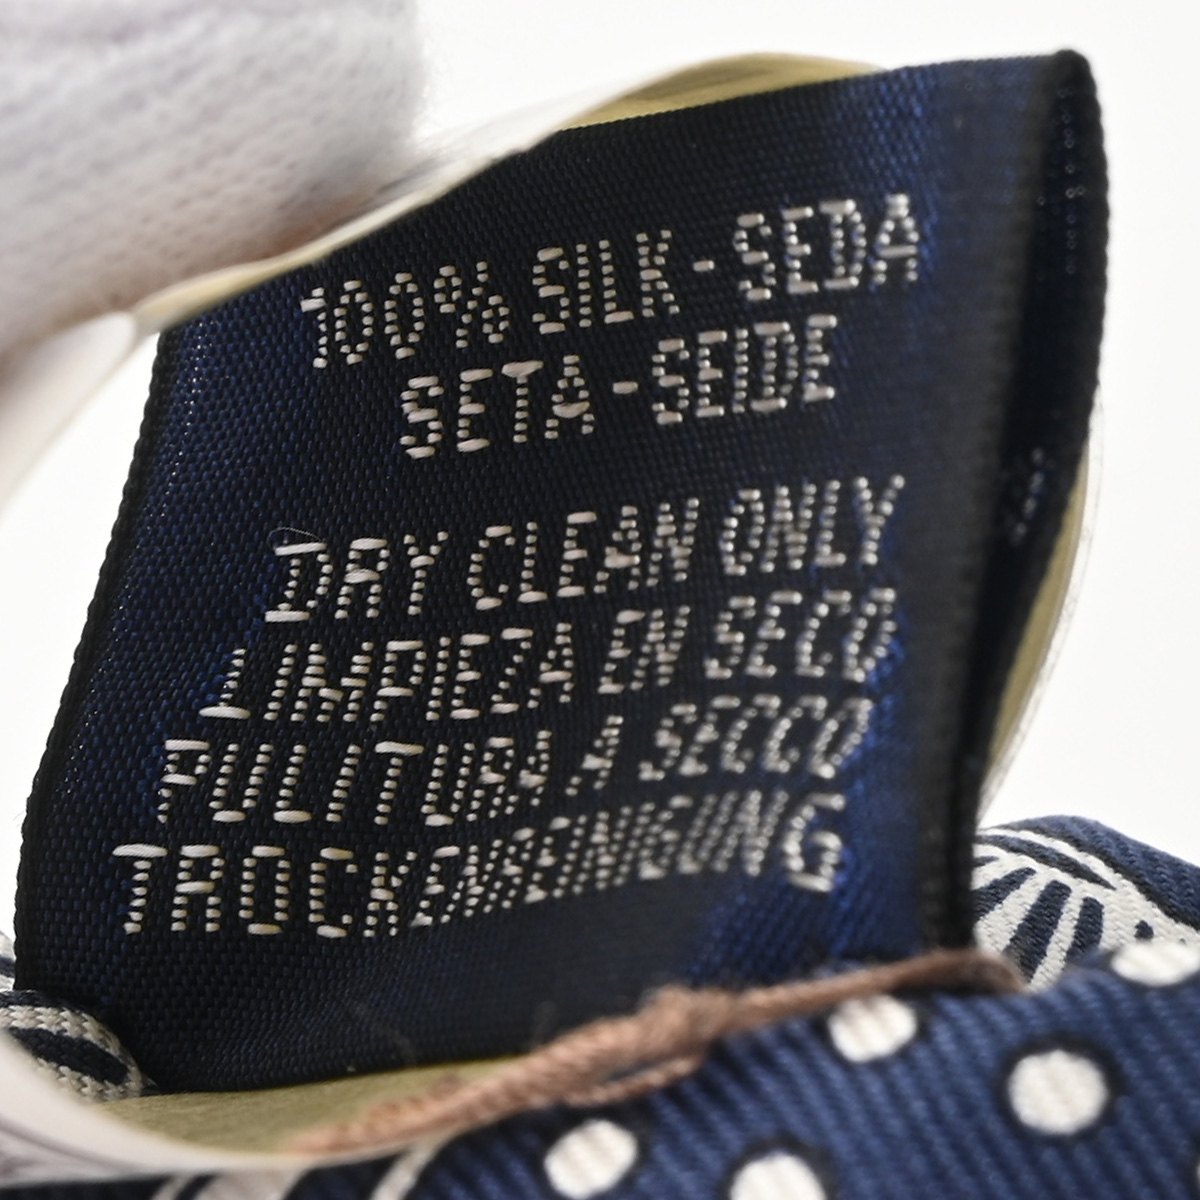 100% SILK - SEDA
SETA - SEIDE
DRY CLEAN ONLY
LIMPIEZA EN SECO
PULITURA A SECCO
TROCKENREINIGUNG